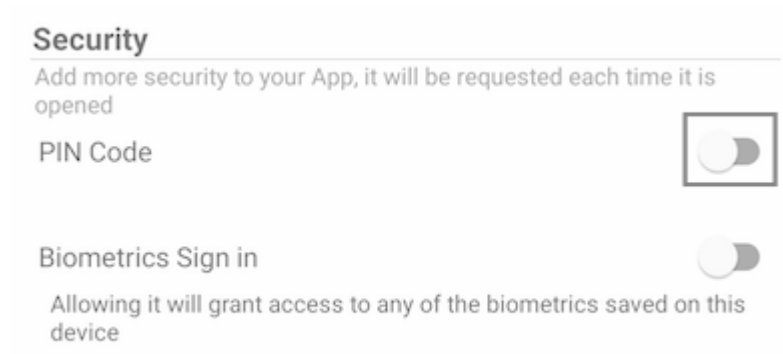 Security
Add more security to your App, it will be requested each time it is
opened
PIN Code
Biometrics Sign in
Allowing it will grant access to any of the biometrics saved on this
device